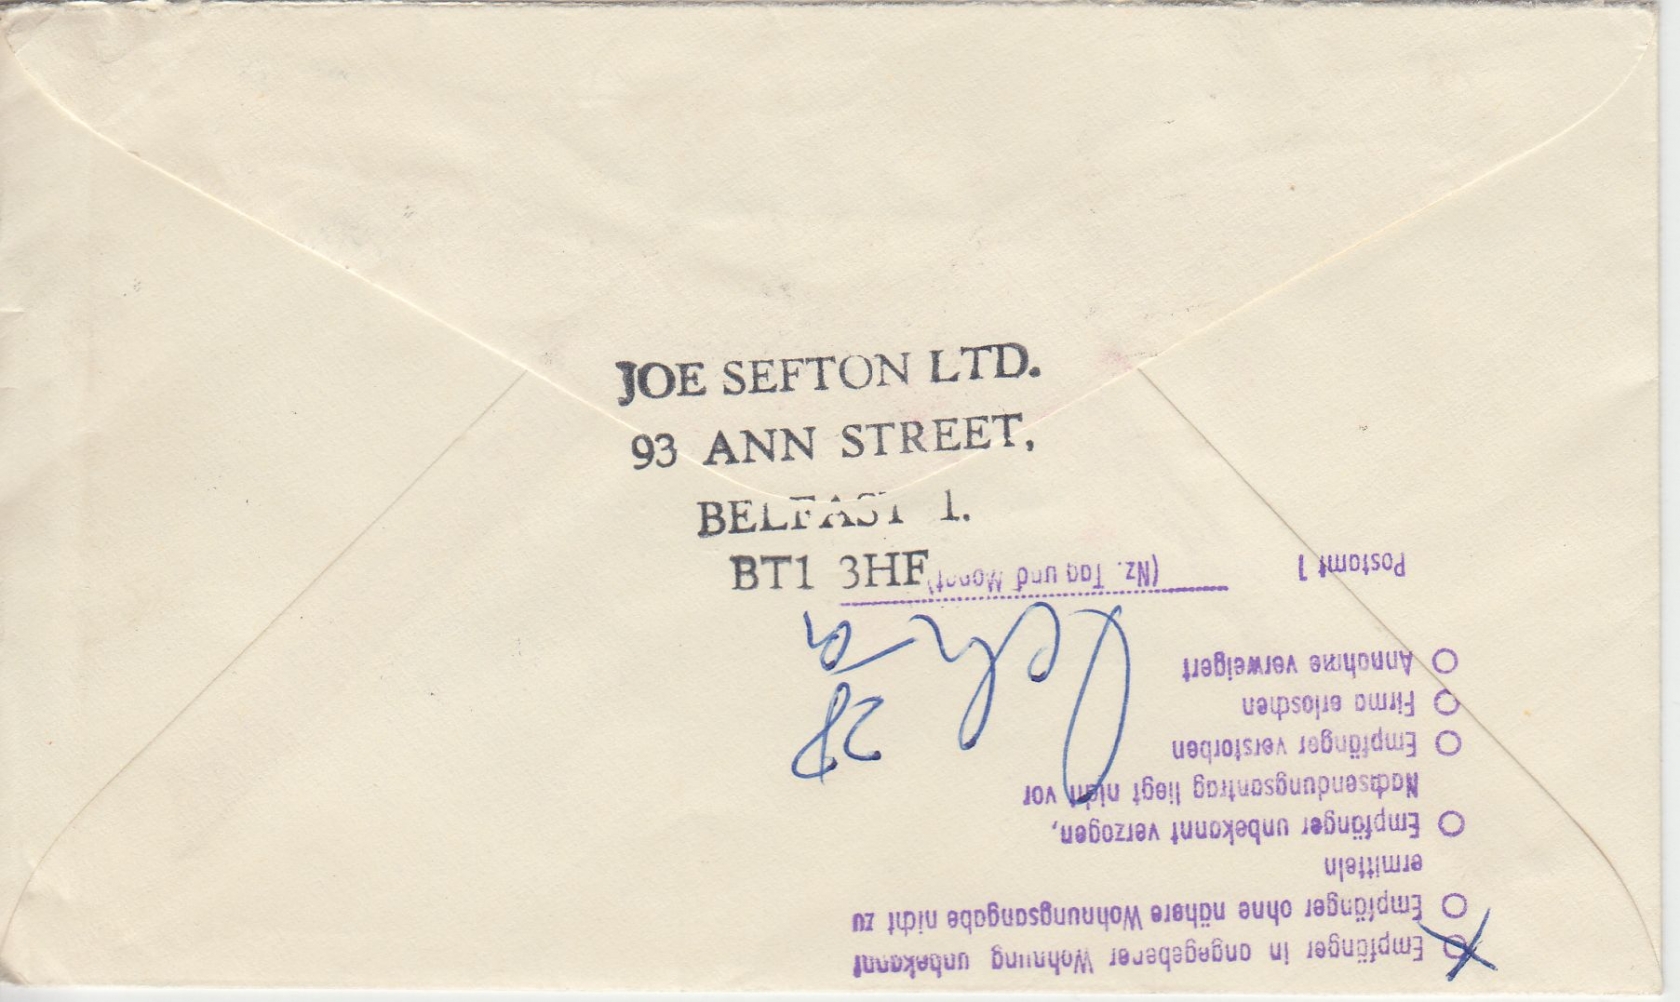 JOE SEFTON LTD.
93 ANN STREET,
BELFAST 1.
BT1 3HF
Empfänger in angegebener Wohnung unbekannt
Empfänger ohne nähere Wohnungsangabe nicht zu
ermitteln
Empfänger unbekannt verzogen,
Nachsendungsantrag liegt nicht vor
Empfänger verstorben
Firma erloschen
Annahme verweigert
Postamt 1 (Nz. Tag und Monat)